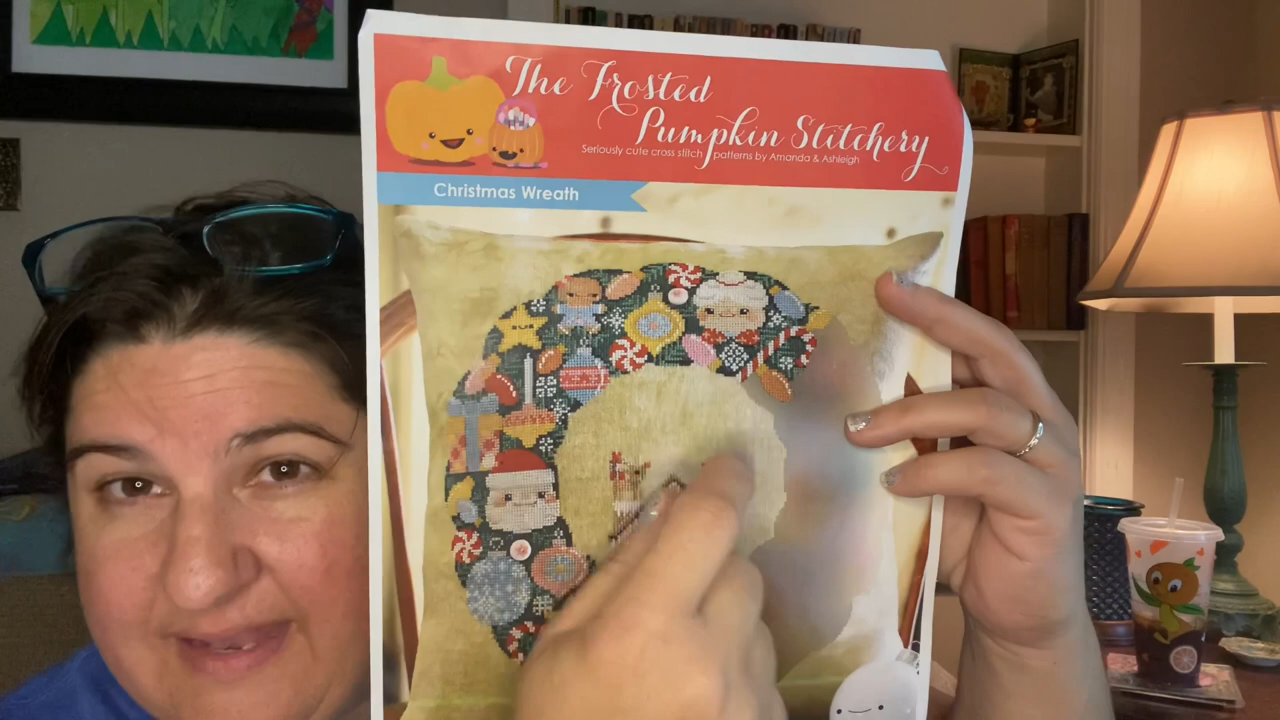 The Frosted
Pumpkin Stitchery
Seriously cute cross stitch patterns by Amanda & Ashleigh
Christmas Wreath